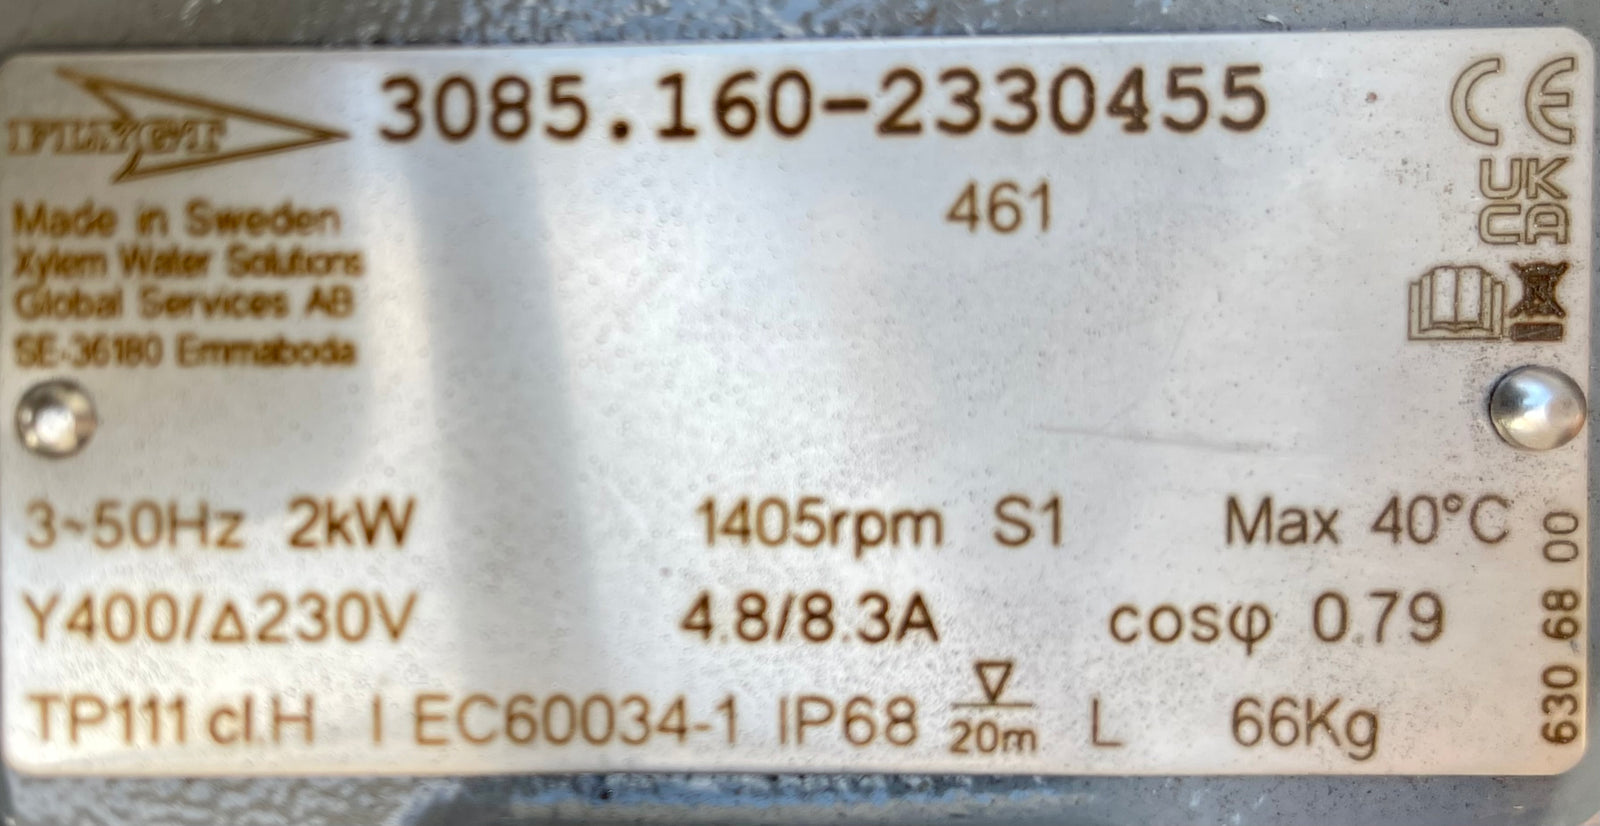 FLYGT
3085.160-2330455
461
Made in Sweden
Xylem Water Solutions
Global Services AB
SE-36180 Emmaboda
CE
UK
CA
3~50Hz 2kW 1405rpm S1 Max 40°C
Y400/Δ230V 4.8/8.3A cosφ 0.79
TP111 cl.H IEC60034-1 IP68 ▽ 20m L 66Kg
630 68 00